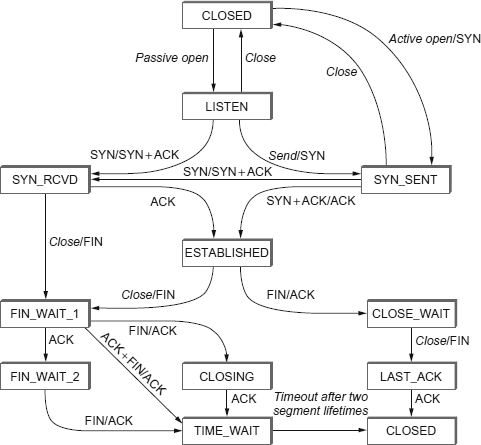 CLOSED
Active open/SYN
Passive open
Close
Close
LISTEN
SYN/SYN+ACK
Send/SYN
SYN/SYN+ACK
SYN_RCVD
SYN_SENT
ACK
SYN+ACK/ACK
Close/FIN
ESTABLISHED
Close/FIN
FIN/ACK
FIN_WAIT_1
FIN/ACK
CLOSE_WAIT
ACK
ACK+FIN/ACK
Close/FIN
FIN_WAIT_2
CLOSING
LAST_ACK
ACK
Timeout after two
segment lifetimes
ACK
FIN/ACK
TIME_WAIT
CLOSED